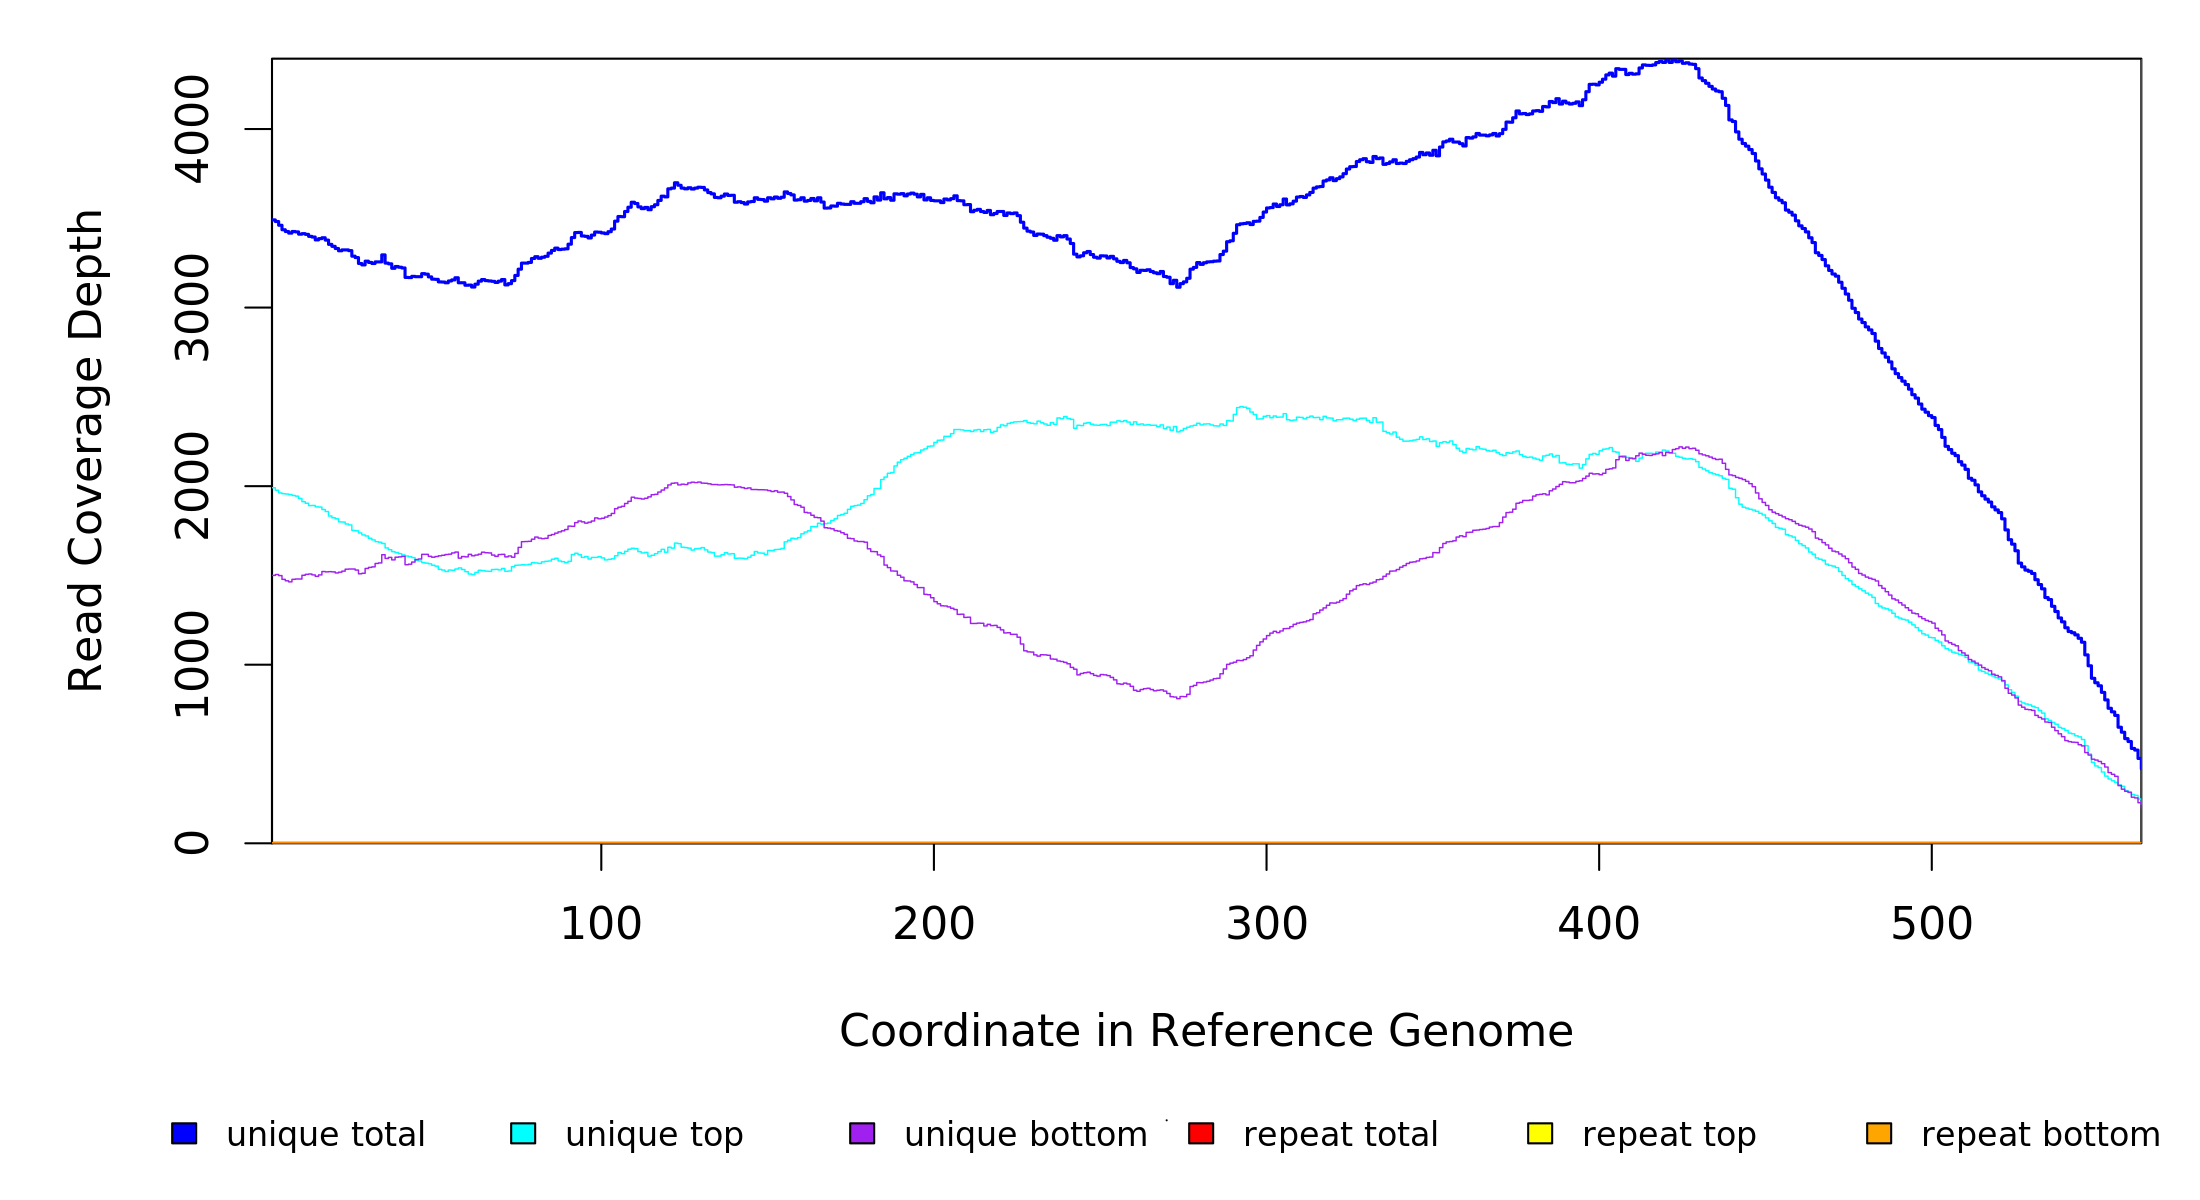 Read Coverage Depth
4000
3000
2000
1000
0
100 200 300 400 500
Coordinate in Reference Genome
unique total unique top unique bottom repeat total repeat top repeat bottom